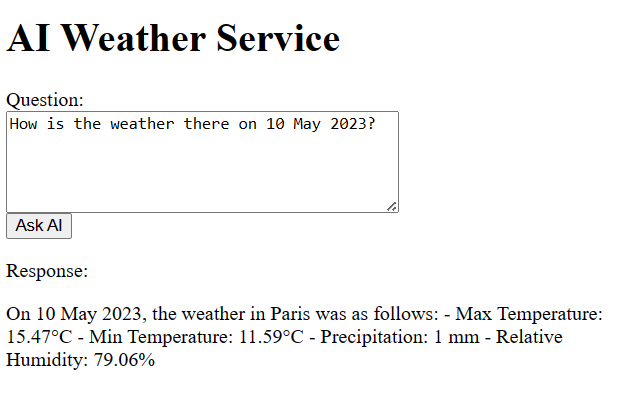 AI Weather Service
Question:
How is the weather there on 10 May 2023?
Ask AI
Response:
On 10 May 2023, the weather in Paris was as follows: - Max Temperature:
15.47°C - Min Temperature: 11.59°C - Precipitation: 1 mm - Relative
Humidity: 79.06%